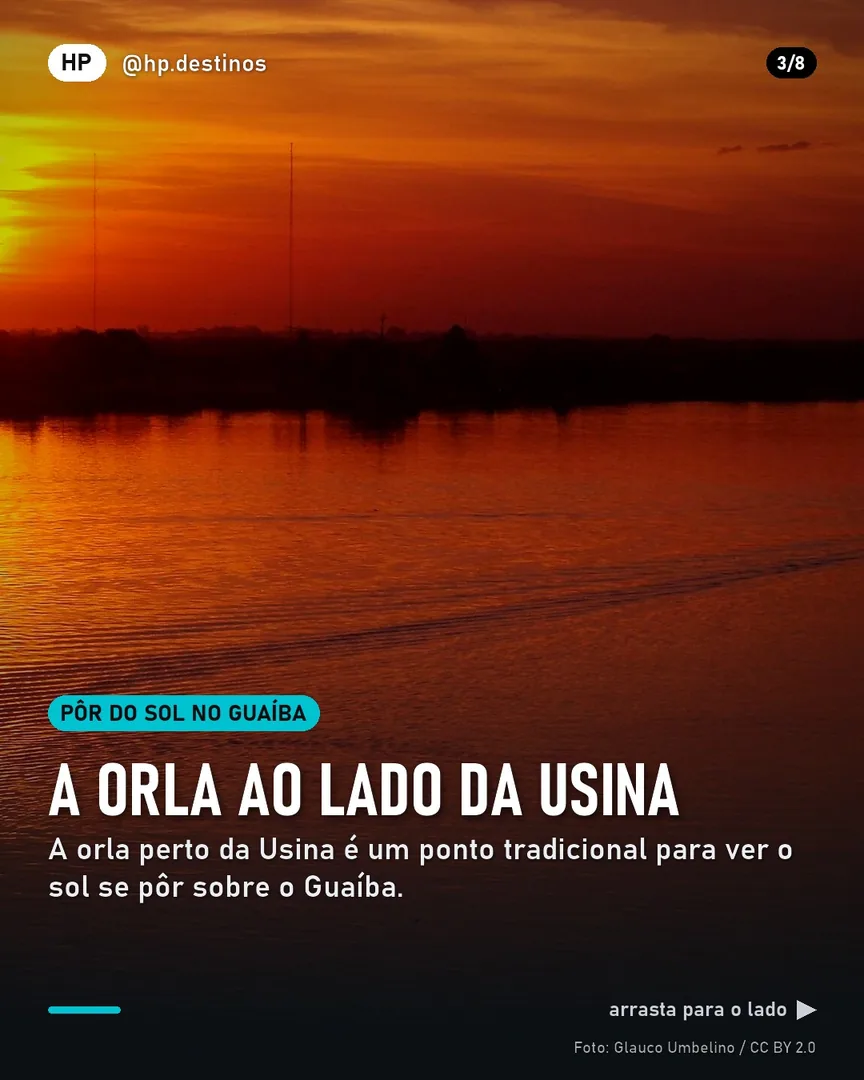 HP @hp.destinos
3/8
PÔR DO SOL NO GUAÍBA
A ORLA AO LADO DA USINA
A orla perto da Usina é um ponto tradicional para ver o
sol se pôr sobre o Guaíba.
arrasta para o lado ▶
Foto: Glauco Umbelino / CC BY 2.0